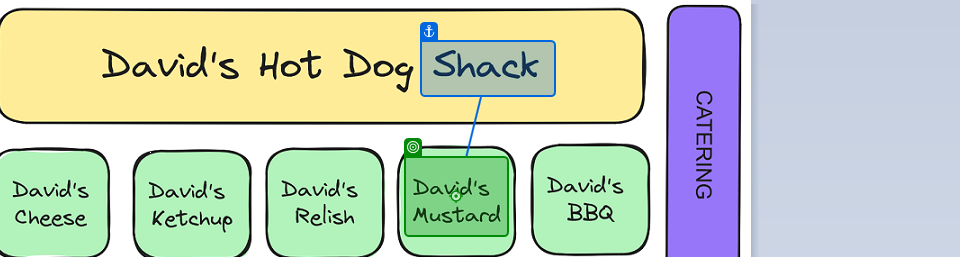 David's Hot Dog Shack
David's
Cheese
David's
Ketchup
David's
Relish
David's
Mustard
David's
BBQ
CATERING